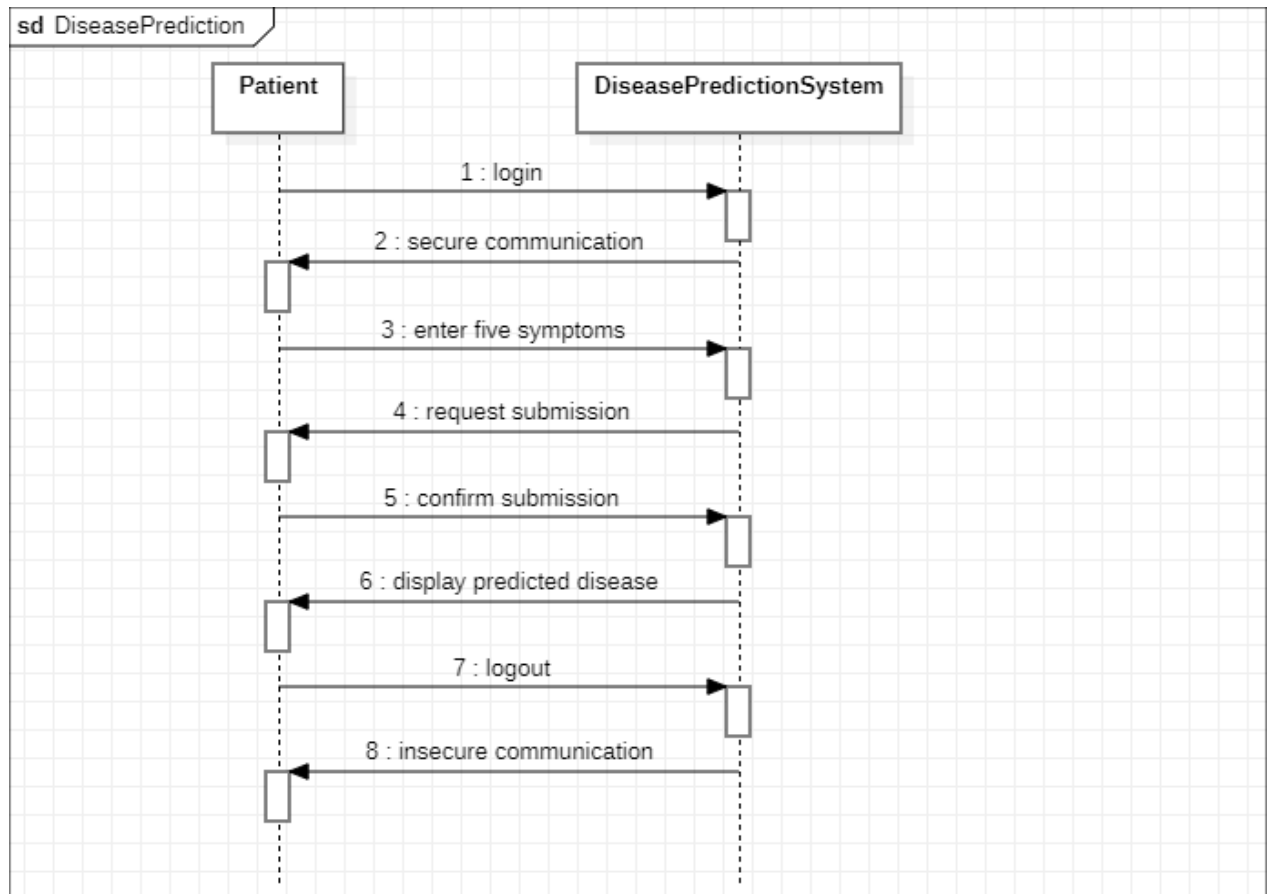 sd DiseasePrediction
Patient
DiseasePredictionSystem
1 : login
2 : secure communication
3 : enter five symptoms
4 : request submission
5 : confirm submission
6 : display predicted disease
7 : logout
8 : insecure communication